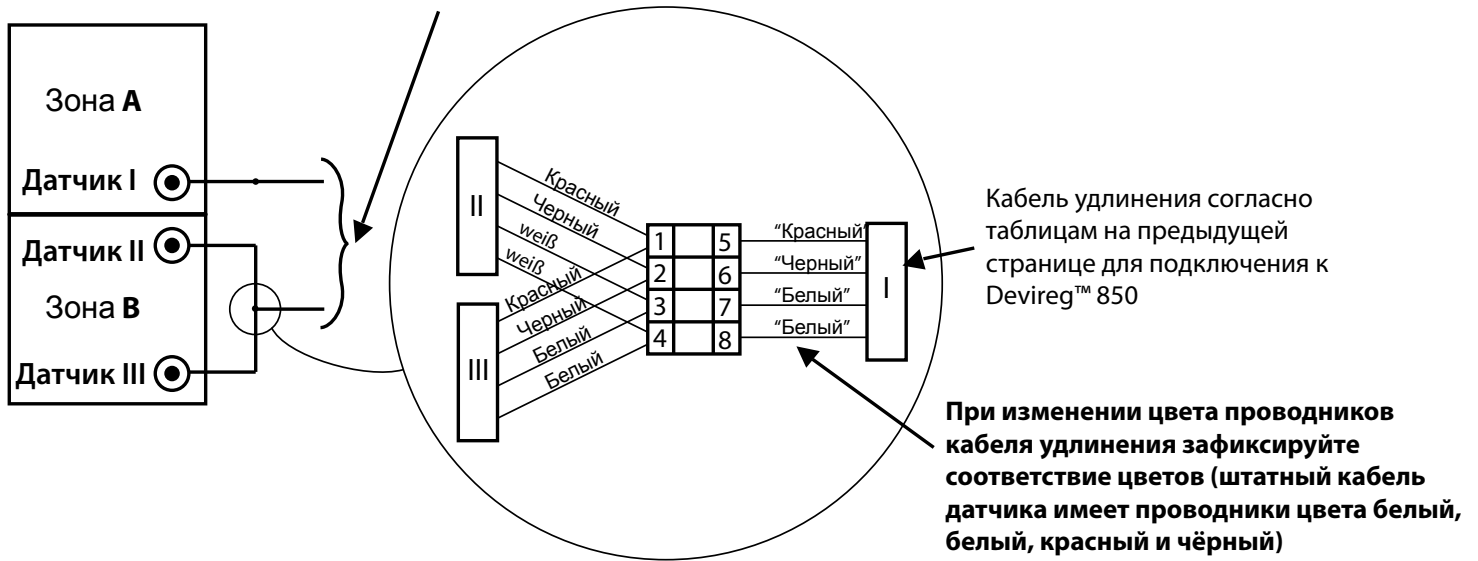 Зона A
Датчик I
Датчик II
Зона B
Датчик III
II
Красный
Черный
weiß
weiß
III
Красный
Черный
Белый
Белый
1 5
2 6
3 7
4 8
“Красный”
“Черный”
“Белый”
“Белый”
I
Кабель удлинения согласно
таблицам на предыдущей
странице для подключения к
Devireg™ 850
При изменении цвета проводников
кабеля удлинения зафиксируйте
соответствие цветов (штатный кабель
датчика имеет проводники цвета белый,
белый, красный и чёрный)